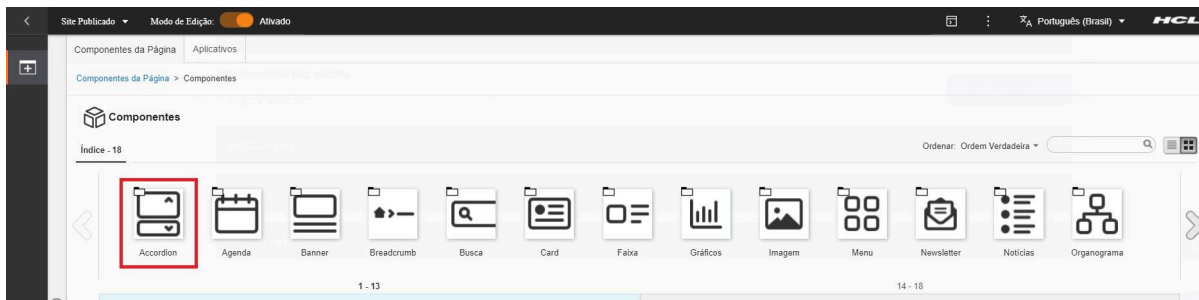 Site Publicado Modo de Edição: Ativado Português (Brasil) HCL
Componentes da Página Aplicativos
Componentes da Página > Componentes
Componentes
Índice - 18
Ordenar: Ordem Verdadeira
Accordion Agenda Banner Breadcrumb Busca Card Faixa Gráficos Imagem Menu Newsletter Notícias Organograma
1 - 13 14 - 18